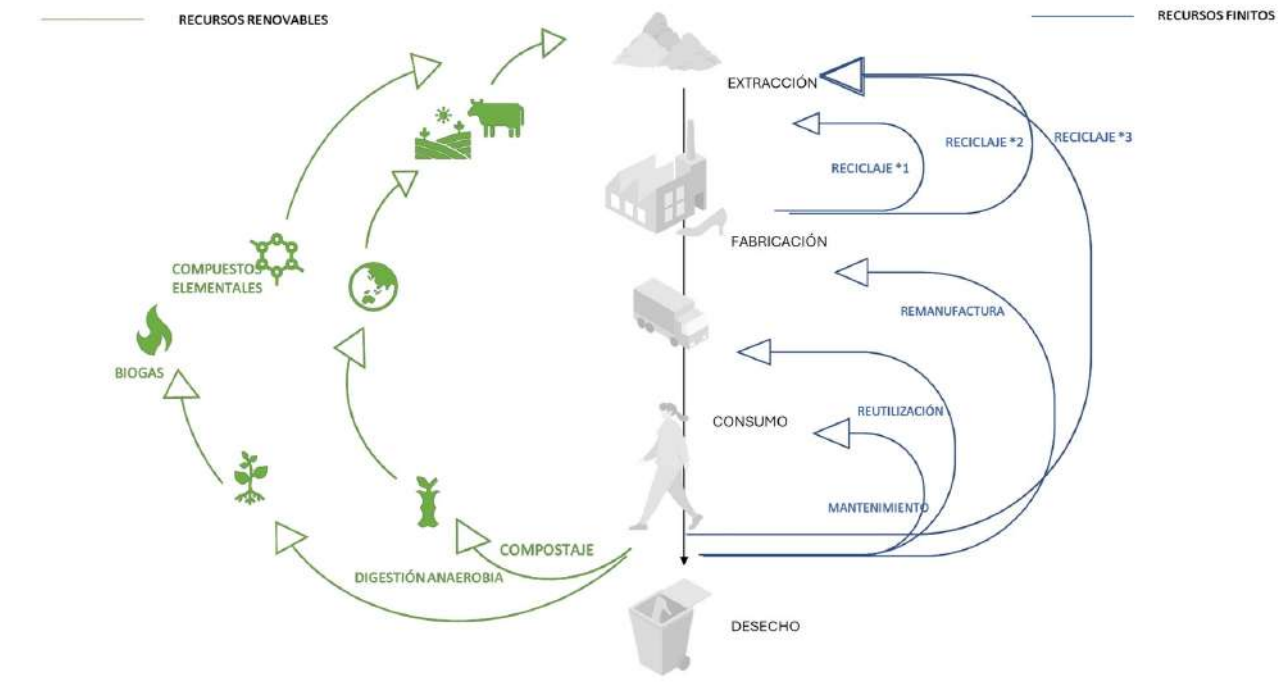 RECURSOS RENOVABLES
RECURSOS FINITOS
EXTRACCIÓN
RECICLAJE *1
RECICLAJE *2
RECICLAJE *3
FABRICACIÓN
COMPUESTOS
ELEMENTALES
REMANUFACTURA
BIOGAS
CONSUMO
REUTILIZACIÓN
MANTENIMIENTO
COMPOSTAJE
DIGESTIÓN ANAEROBIA
DESECHO